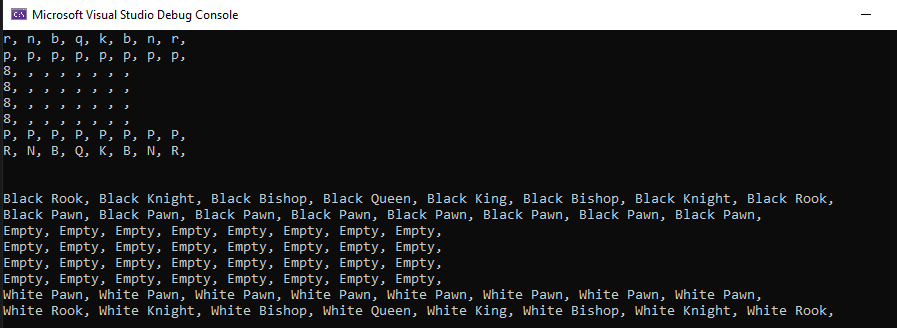 Microsoft Visual Studio Debug Console
r, n, b, q, k, b, n, r,
p, p, p, p, p, p, p, p,
8, , , , , , , ,
8, , , , , , , ,
8, , , , , , , ,
8, , , , , , , ,
P, P, P, P, P, P, P, P,
R, N, B, Q, K, B, N, R,
Black Rook, Black Knight, Black Bishop, Black Queen, Black King, Black Bishop, Black Knight, Black Rook,
Black Pawn, Black Pawn, Black Pawn, Black Pawn, Black Pawn, Black Pawn, Black Pawn, Black Pawn,
Empty, Empty, Empty, Empty, Empty, Empty, Empty, Empty,
Empty, Empty, Empty, Empty, Empty, Empty, Empty, Empty,
Empty, Empty, Empty, Empty, Empty, Empty, Empty, Empty,
Empty, Empty, Empty, Empty, Empty, Empty, Empty, Empty,
White Pawn, White Pawn, White Pawn, White Pawn, White Pawn, White Pawn, White Pawn, White Pawn,
White Rook, White Knight, White Bishop, White Queen, White King, White Bishop, White Knight, White Rook,